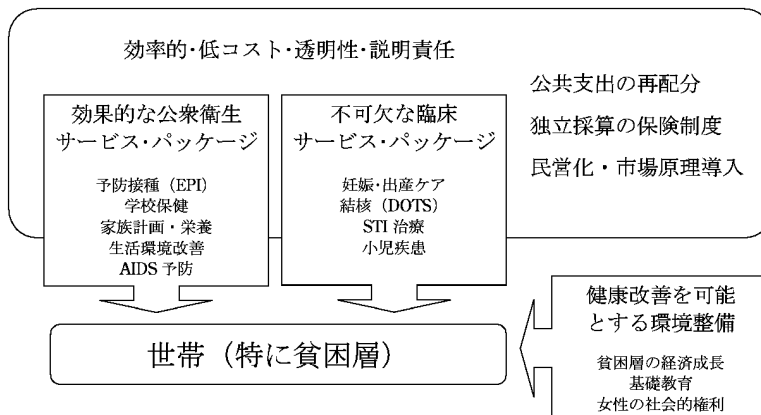 効率的･低コスト･透明性･説明責任
効果的な公衆衛生
サービス･パッケージ
予防接種（EPI）
学校保健
家族計画・栄養
生活環境改善
AIDS 予防
不可欠な臨床
サービス･パッケージ
妊娠･出産ケア
結核（DOTS）
STI 治療
小児疾患
公共支出の再配分
独立採算の保険制度
民営化・市場原理導入
世帯（特に貧困層）
健康改善を可能
とする環境整備
貧困層の経済成長
基礎教育
女性の社会的権利